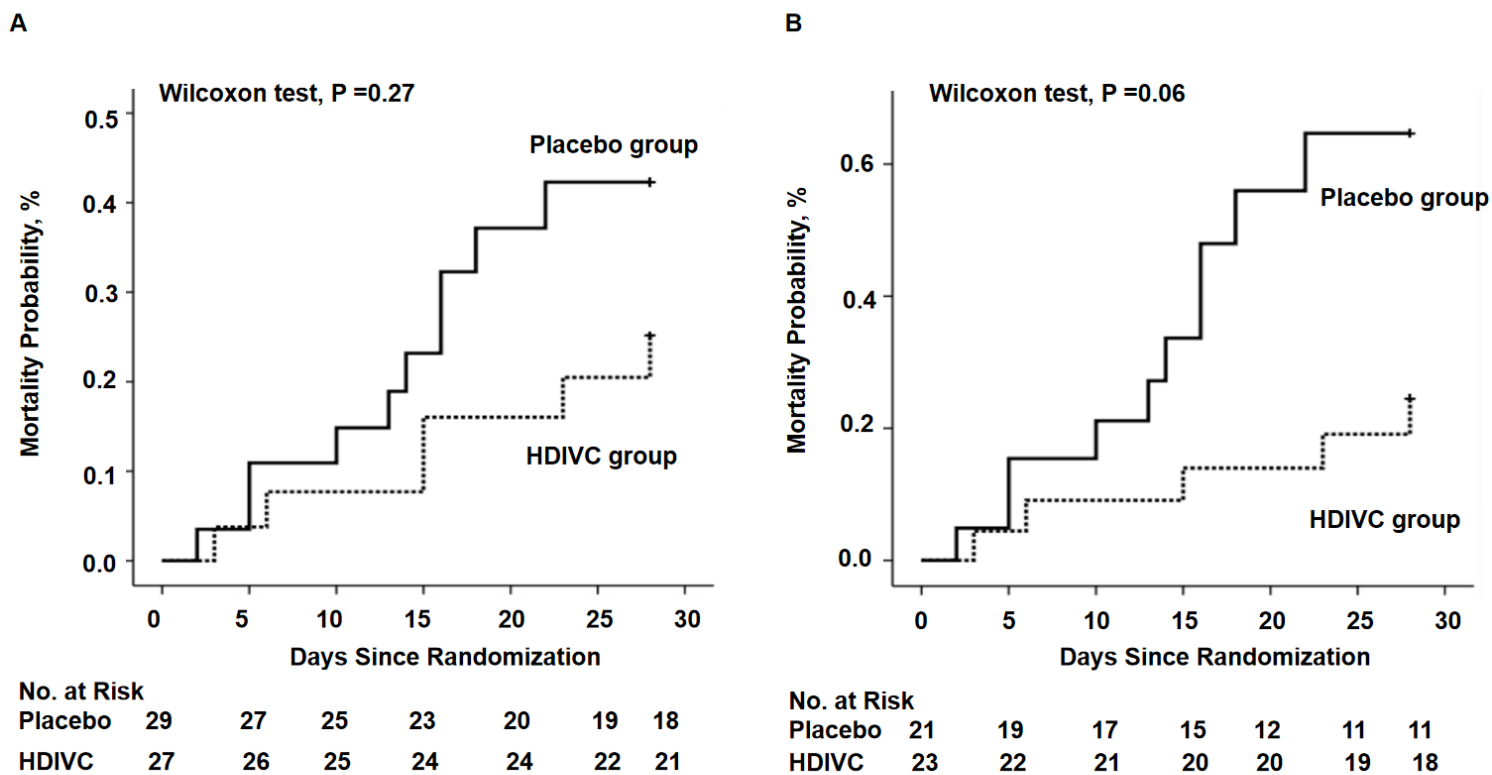 A
Wilcoxon test, P =0.27
Placebo group
HDIVC group
Mortality Probability, %
0.5
0.4
0.3
0.2
0.1
0.0
0 5 10 15 20 25 30
Days Since Randomization
No. at Risk
Placebo 29 27 25 23 20 19 18
HDIVC 27 26 25 24 24 22 21
B
Wilcoxon test, P =0.06
Placebo group
HDIVC group
Mortality Probability, %
0.6
0.4
0.2
0.0
0 5 10 15 20 25 30
Days Since Randomization
No. at Risk
Placebo 21 19 17 15 12 11 11
HDIVC 23 22 21 20 20 19 18